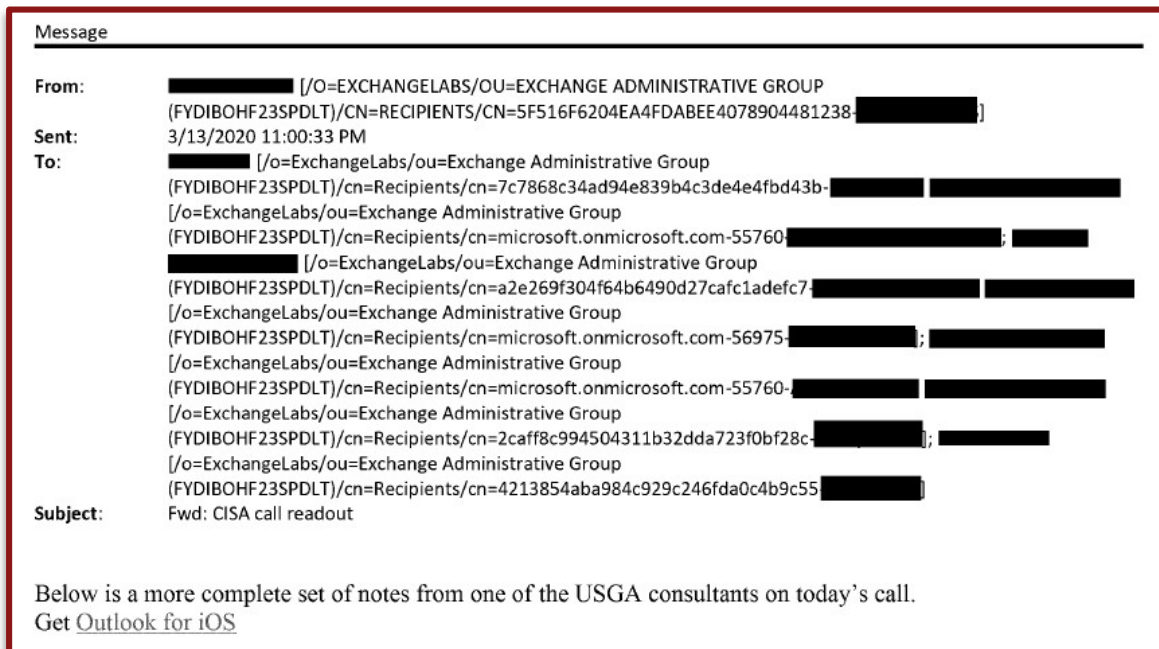 Message
From: [/O=EXCHANGELABS/OU=EXCHANGE ADMINISTRATIVE GROUP
(FYDIBOHF23SPDLT)/CN=RECIPIENTS/CN=5F516F6204EA4FDABEE4078904481238- ]
Sent: 3/13/2020 11:00:33 PM
To: [/o=ExchangeLabs/ou=Exchange Administrative Group
(FYDIBOHF23SPDLT)/cn=Recipients/cn=7c7868c34ad94e839b4c3de4e4fbd43b-
[/o=ExchangeLabs/ou=Exchange Administrative Group
(FYDIBOHF23SPDLT)/cn=Recipients/cn=microsoft.onmicrosoft.com-55760- ;
[/o=ExchangeLabs/ou=Exchange Administrative Group
(FYDIBOHF23SPDLT)/cn=Recipients/cn=a2e269f304f64b6490d27cafc1adefc7-
[/o=ExchangeLabs/ou=Exchange Administrative Group
(FYDIBOHF23SPDLT)/cn=Recipients/cn=microsoft.onmicrosoft.com-56975- ];
[/o=ExchangeLabs/ou=Exchange Administrative Group
(FYDIBOHF23SPDLT)/cn=Recipients/cn=microsoft.onmicrosoft.com-55760-
[/o=ExchangeLabs/ou=Exchange Administrative Group
(FYDIBOHF23SPDLT)/cn=Recipients/cn=2caff8c994504311b32dda723f0bf28c- ];
[/o=ExchangeLabs/ou=Exchange Administrative Group
(FYDIBOHF23SPDLT)/cn=Recipients/cn=4213854aba984c929c246fda0c4b9c55- ]
Subject: Fwd: CISA call readout
Below is a more complete set of notes from one of the USGA consultants on today's call.
Get Outlook for iOS